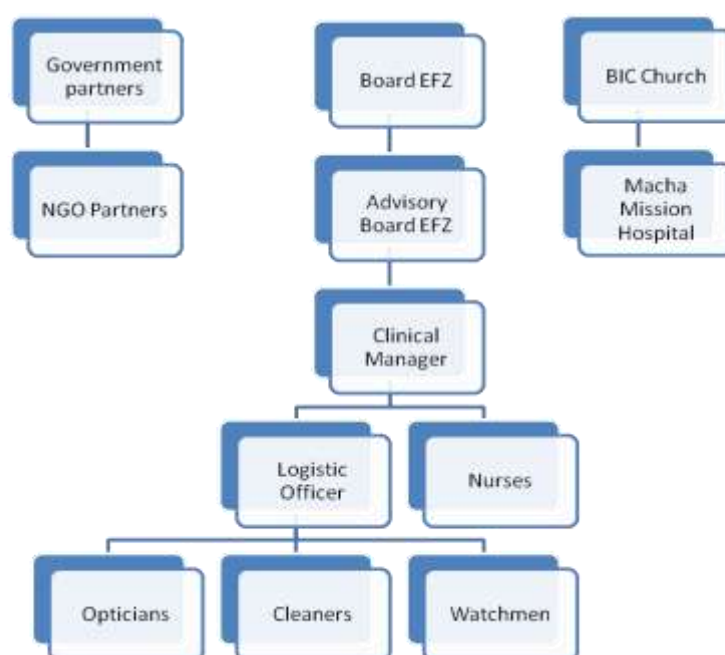 Government
partners
Board EFZ
BIC Church
NGO Partners
Advisory
Board EFZ
Macha
Mission
Hospital
Clinical
Manager
Logistic
Officer
Nurses
Opticians
Cleaners
Watchmen